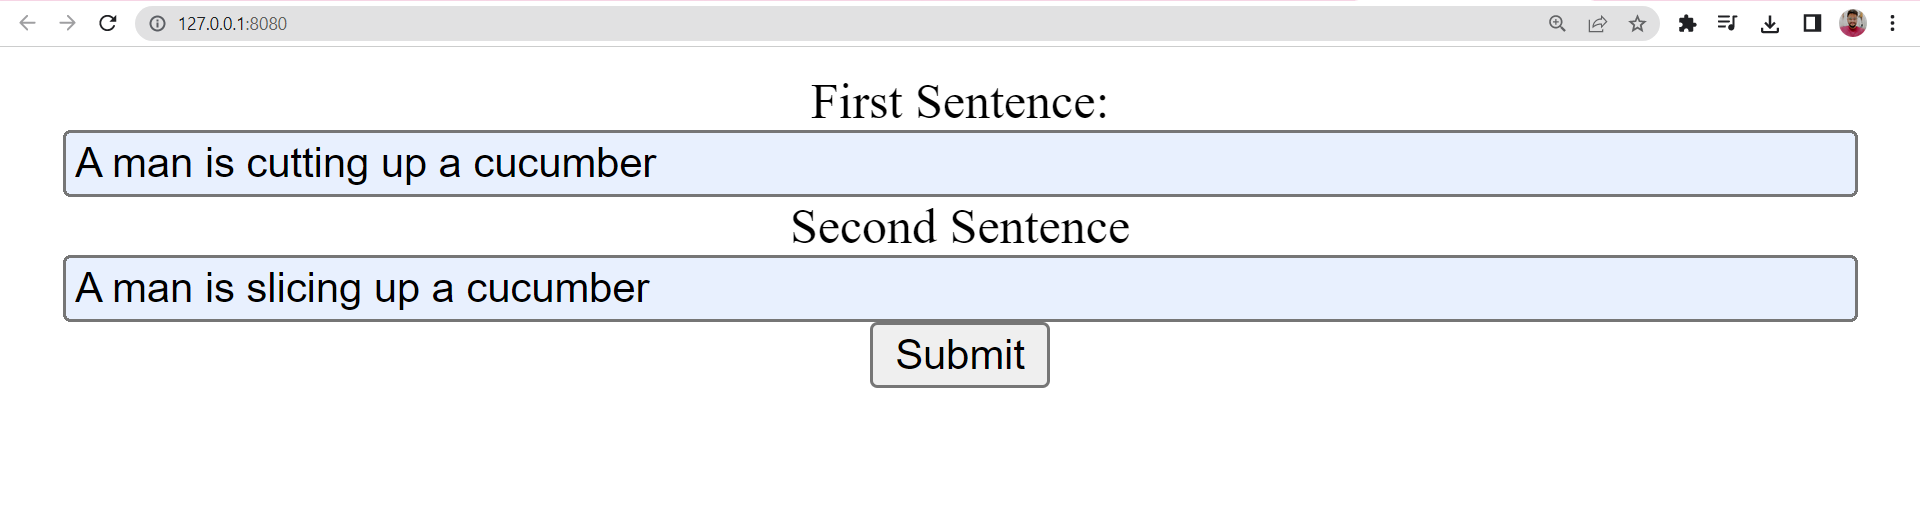 127.0.0.1:8080
First Sentence:
A man is cutting up a cucumber
Second Sentence
A man is slicing up a cucumber
Submit